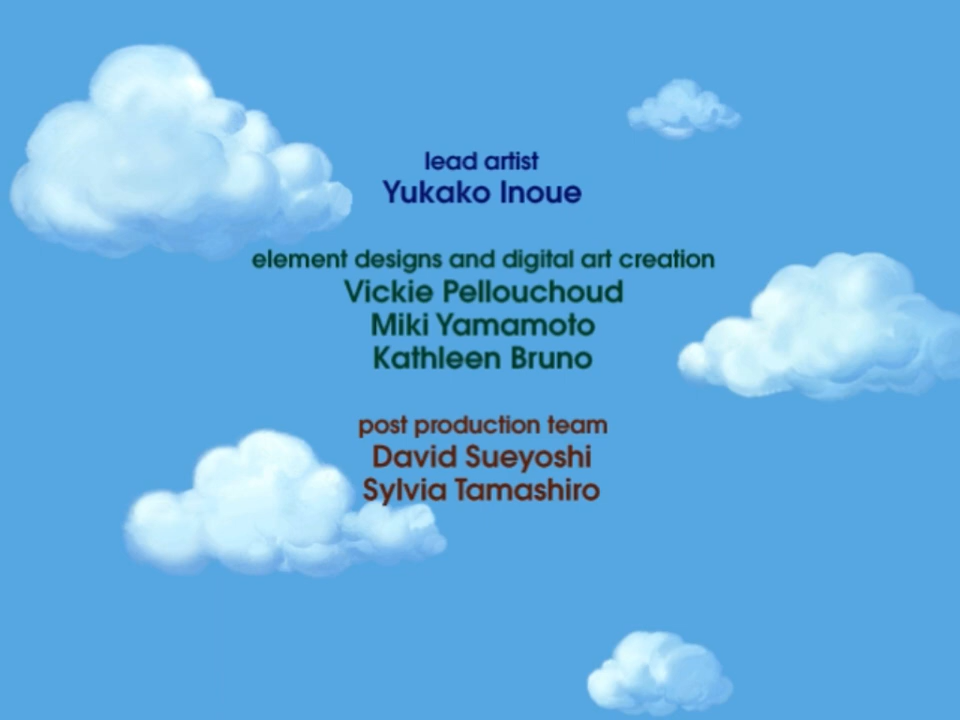 lead artist
Yukako Inoue
element designs and digital art creation
Vickie Pellouchoud
Miki Yamamoto
Kathleen Bruno
post production team
David Sueyoshi
Sylvia Tamashiro